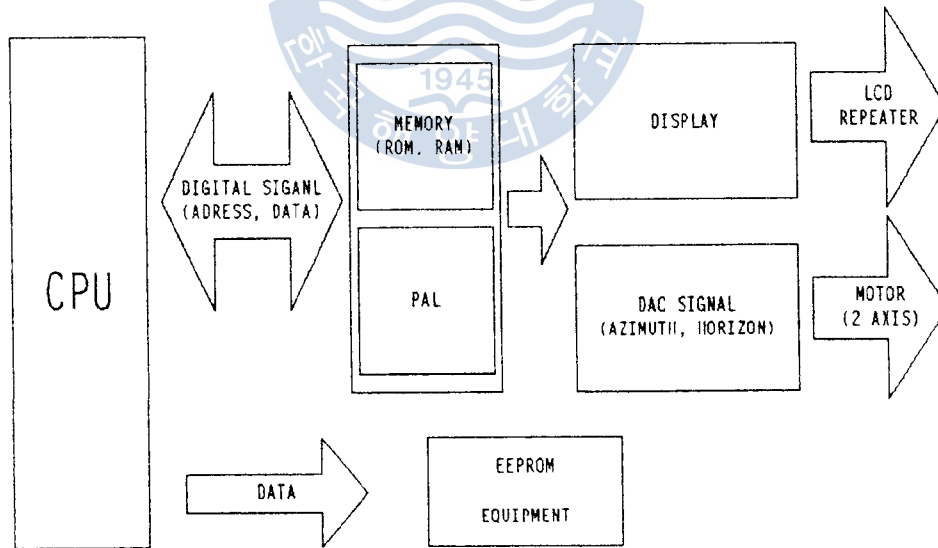 1945
CPU
DIGITAL SIGANL
(ADRESS, DATA)
MEMORY
(ROM, RAM)
PAL
DISPLAY
LCD
REPEATER
DAC SIGNAL
(AZIMUTH, HORIZON)
MOTOR
(2 AXIS)
DATA
EEPROM
EQUIPMENT